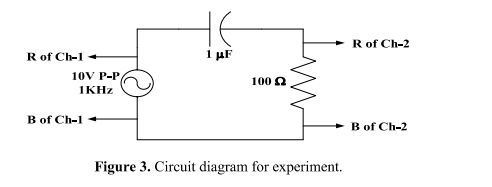 1 μF
R of Ch-1
R of Ch-2
10V P-P
1KHz
100 Ω
B of Ch-1
B of Ch-2
Figure 3. Circuit diagram for experiment.